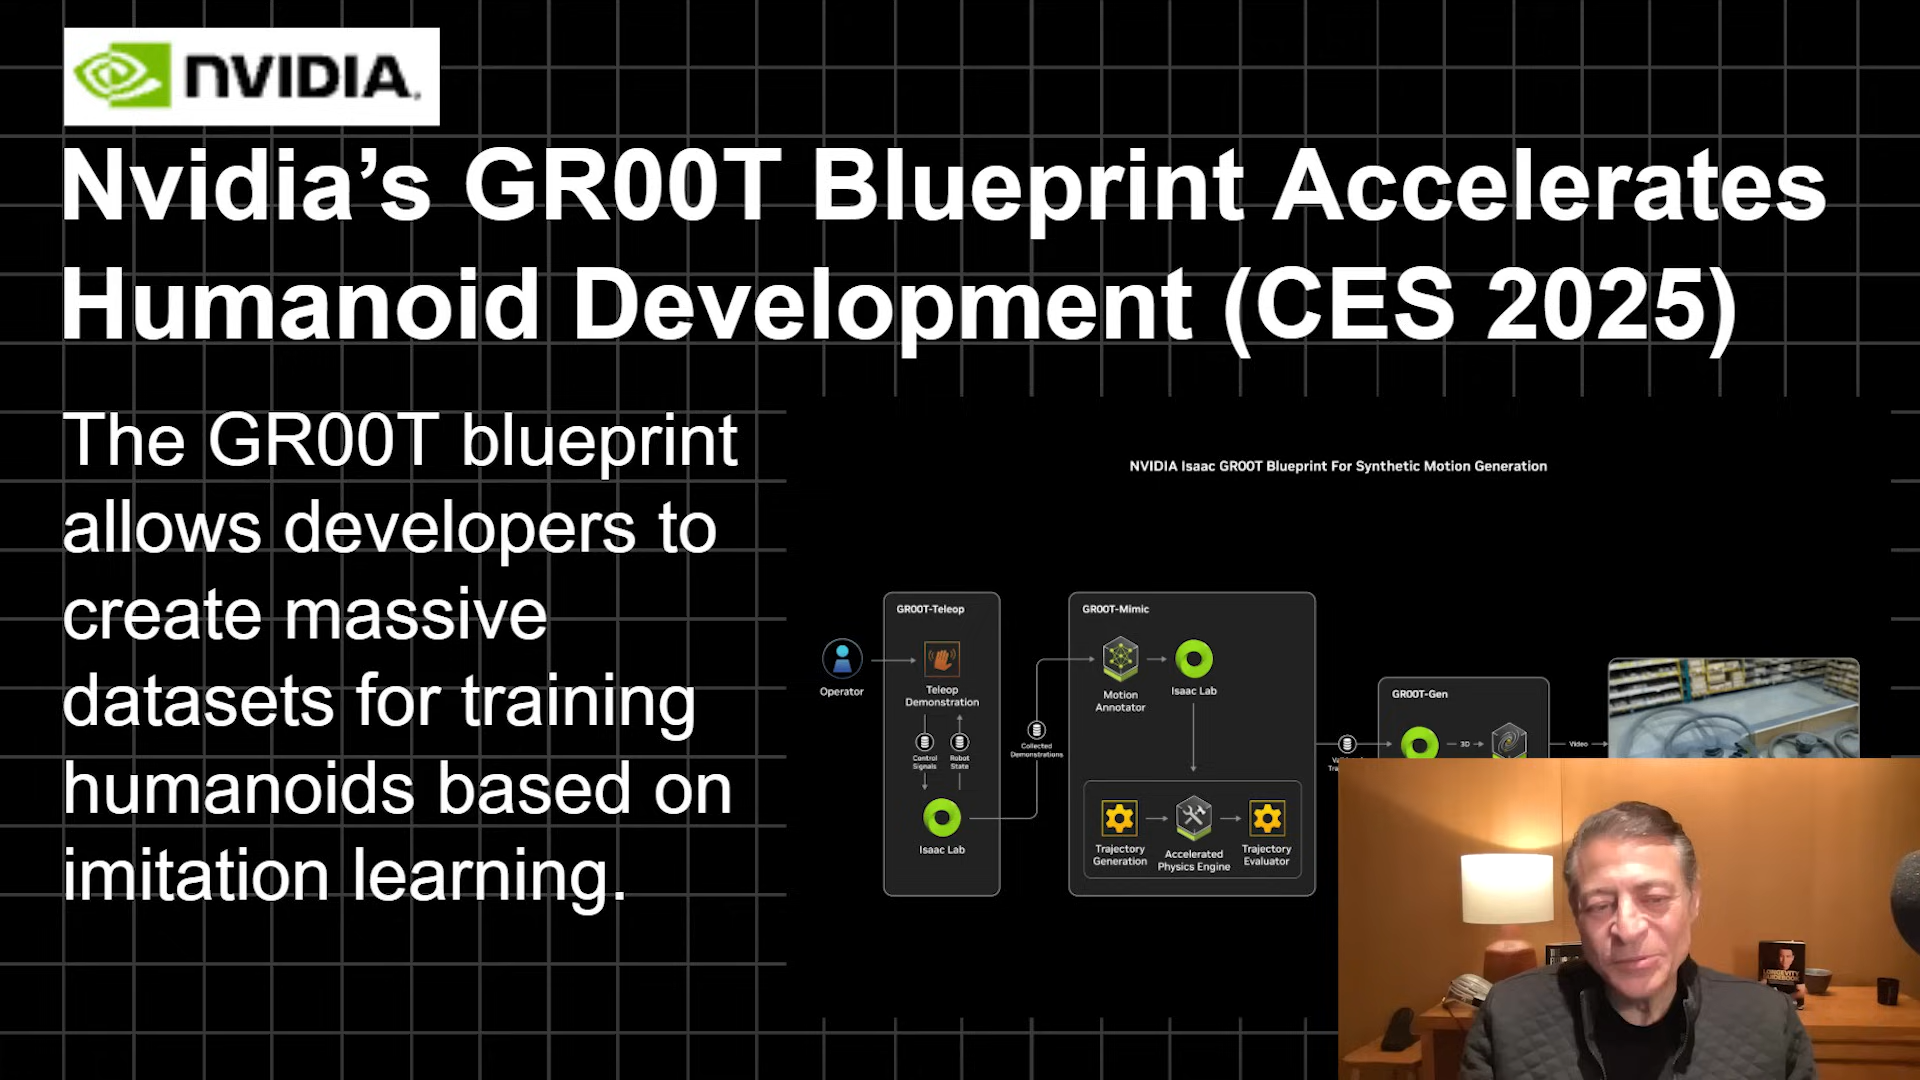 NVIDIA.
Nvidia’s GR00T Blueprint Accelerates
Humanoid Development (CES 2025)
The GR00T blueprint
allows developers to
create massive
datasets for training
humanoids based on
imitation learning.
NVIDIA Isaac GR00T Blueprint For Synthetic Motion Generation
Operator
GR00T-Teleop
Teleop
Demonstration
Control
Signals
Robot
State
Isaac Lab
Collected
Demonstrations
GR00T-Mimic
Motion
Annotator
Isaac Lab
Trajectory
Generation
Accelerated
Physics Engine
Trajectory
Evaluator
GR00T-Gen
3D
Video
LONGEVITY